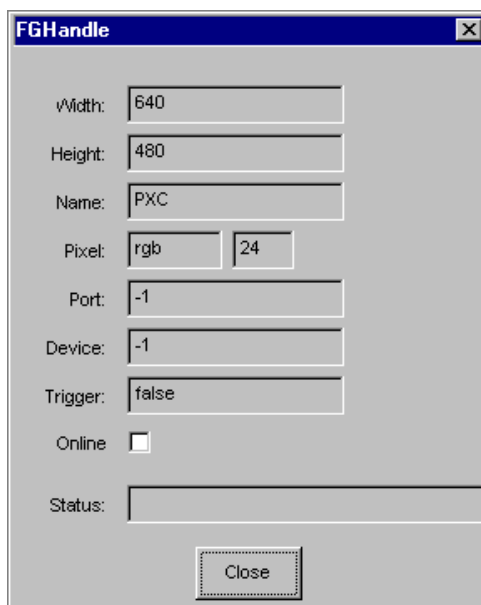 FGHandle
Width: 640
Height: 480
Name: PXC
Pixel: rgb 24
Port: -1
Device: -1
Trigger: false
Online
Status:
Close